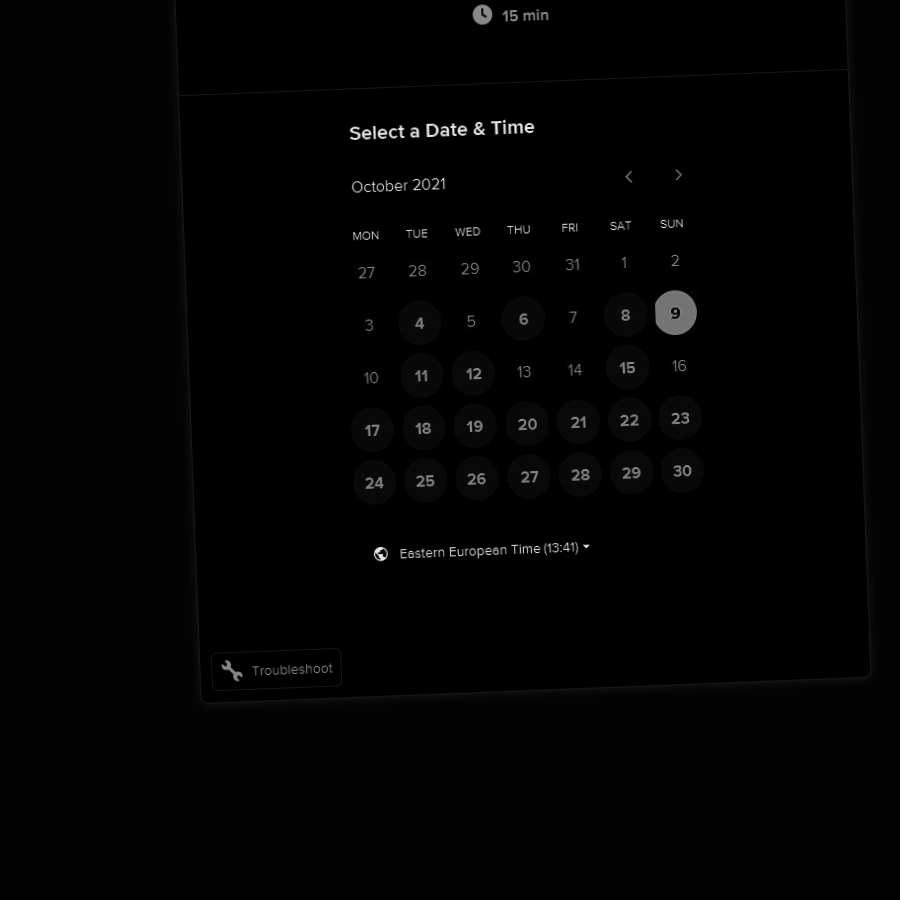 15 min
Select a Date & Time
October 2021
MON TUE WED THU FRI SAT SUN
27 28 29 30 31 1 2
3 4 5 6 7 8 9
10 11 12 13 14 15 16
17 18 19 20 21 22 23
24 25 26 27 28 29 30
Eastern European Time (13:41)
Troubleshoot